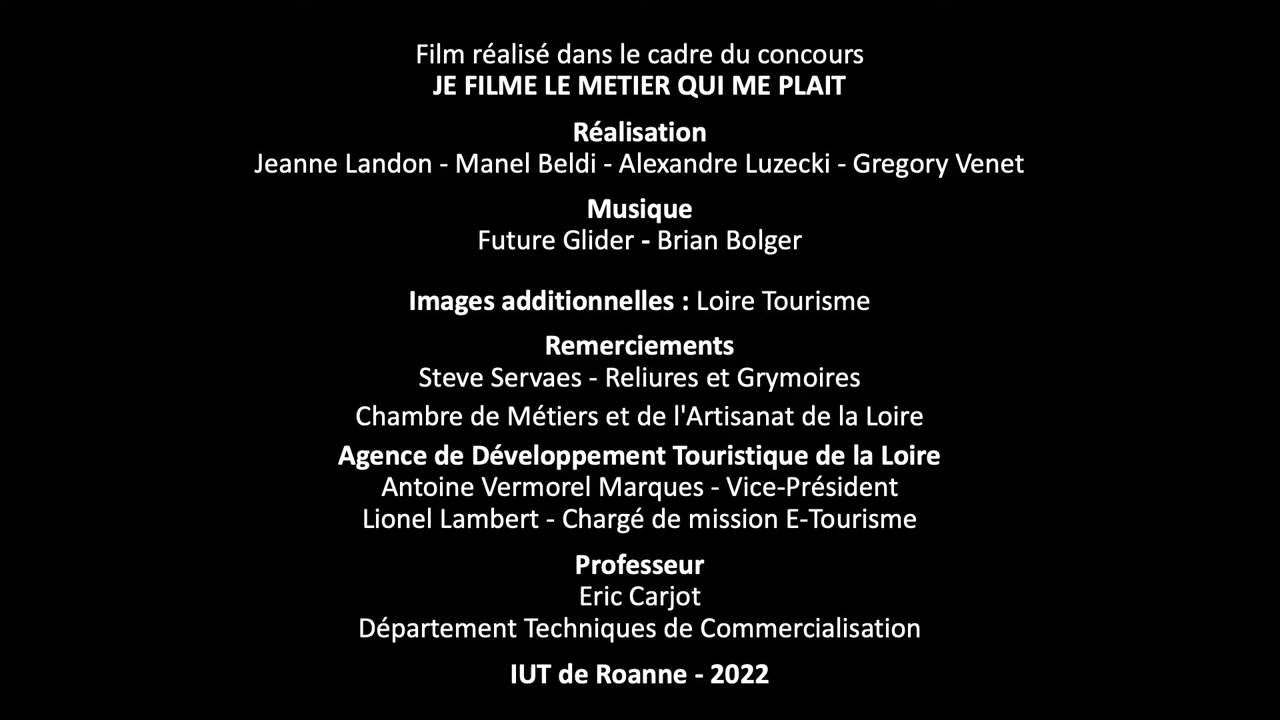 Film réalisé dans le cadre du concours
JE FILME LE METIER QUI ME PLAIT
Réalisation
Jeanne Landon - Manel Beldi - Alexandre Luzecki - Gregory Venet
Musique
Future Glider - Brian Bolger
Images additionnelles : Loire Tourisme
Remerciements
Steve Servaes - Reliures et Grymoires
Chambre de Métiers et de l'Artisanat de la Loire
Agence de Développement Touristique de la Loire
Antoine Vermorel Marques - Vice-Président
Lionel Lambert - Chargé de mission E-Tourisme
Professeur
Eric Carjot
Département Techniques de Commercialisation
IUT de Roanne - 2022